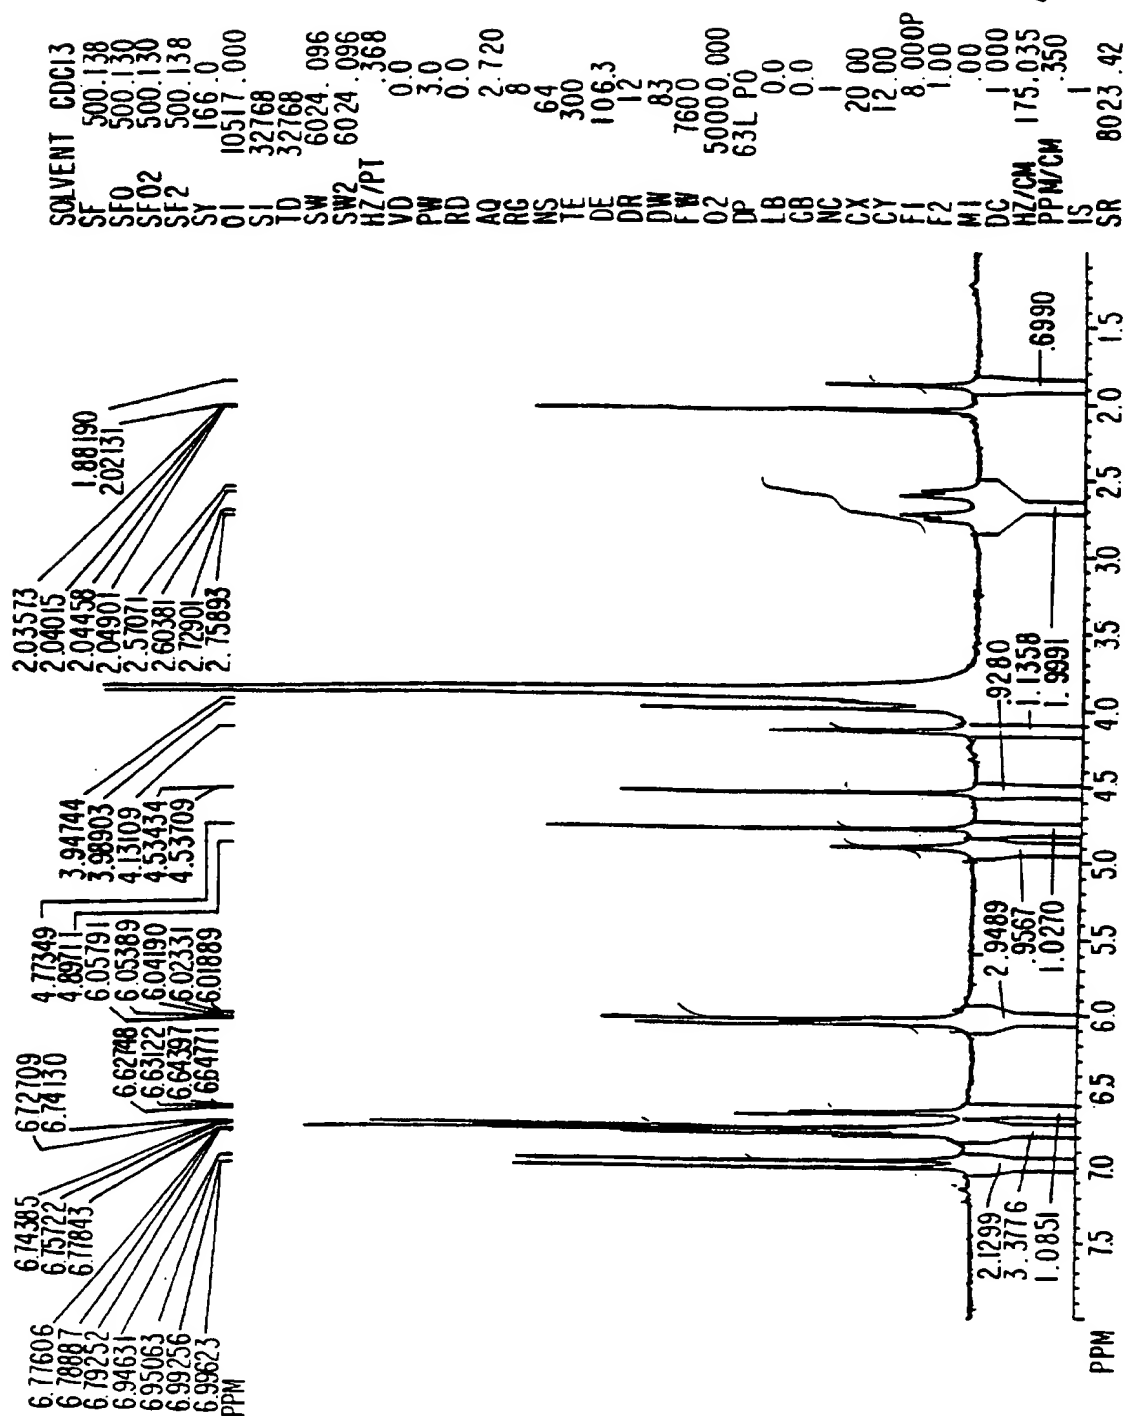 SOLVENT CDCl3
SF 500.138
SFO 500.130
SFO2 500.130
SF2 500.138
SY 166.0
O1 10517.000
SI 32768
TD 32768
SW 6024.096
SW2 6024.096
HZ/PT .368
VD 0.0
PW 3.0
RD 0.0
AQ 2.720
RG 8
NS 64
TE 300
DE 106.3
DR 12
DW 83
FW 7600
O2 5000.000
DP 63L PO
LB 0.0
GB 0.0
NC 1
CX 20.00
CY 12.00
F1 8.000P
F2 1.00
MI .00
DC 1.000
HZ/CM 175.035
PPM/CM .350
IS 1
SR 8023.42
6.77606
6.78887
6.79252
6.94631
6.95063
6.99256
6.99623
PPM
6.74385
6.75722
6.77843
6.72709
6.74130
6.62748
6.63122
6.64397
6.64771
4.77349
4.89711
6.05791
6.05389
6.04190
6.02331
6.01889
3.94744
3.98903
4.13109
4.53434
4.53709
2.03573
2.04015
2.04458
2.04901
2.57071
2.60381
2.72901
2.75893
1.88190
2.02131
2.1299
3.3776
1.0851
2.9489
.9567
1.0270
.9280
1.1358
1.9991
.6990
PPM 7.5 7.0 6.5 6.0 5.5 5.0 4.5 4.0 3.5 3.0 2.5 2.0 1.5